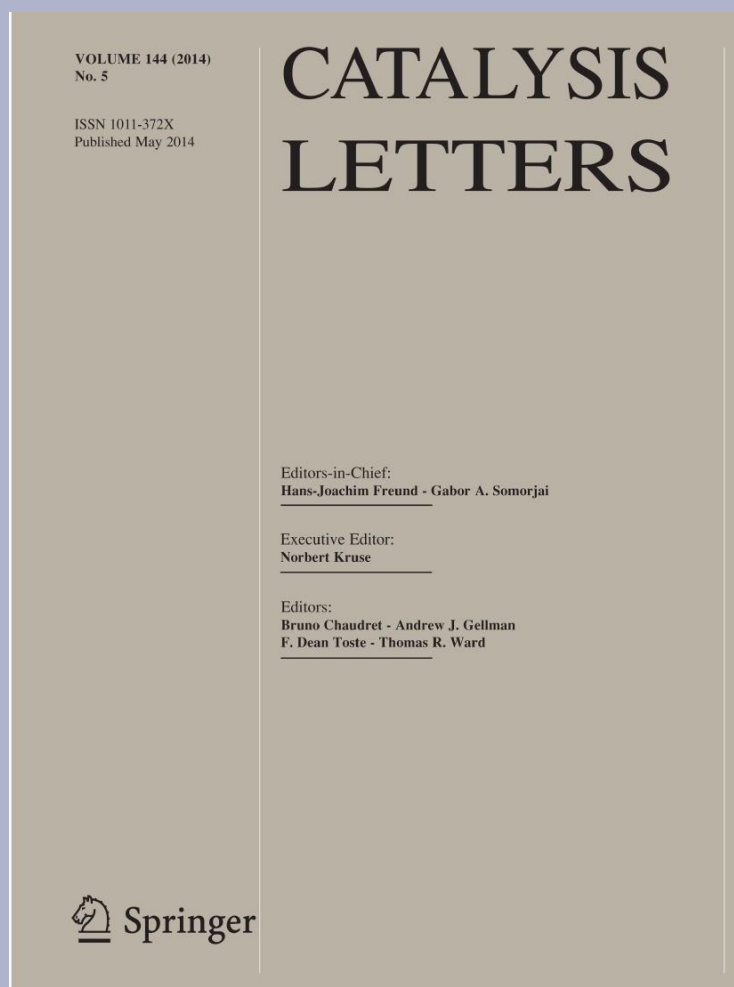 VOLUME 144 (2014)
No. 5
ISSN 1011-372X
Published May 2014
CATALYSIS
LETTERS
Editors-in-Chief:
Hans-Joachim Freund - Gabor A. Somorjai
Executive Editor:
Norbert Kruse
Editors:
Bruno Chaudret - Andrew J. Gellman
F. Dean Toste - Thomas R. Ward
Springer